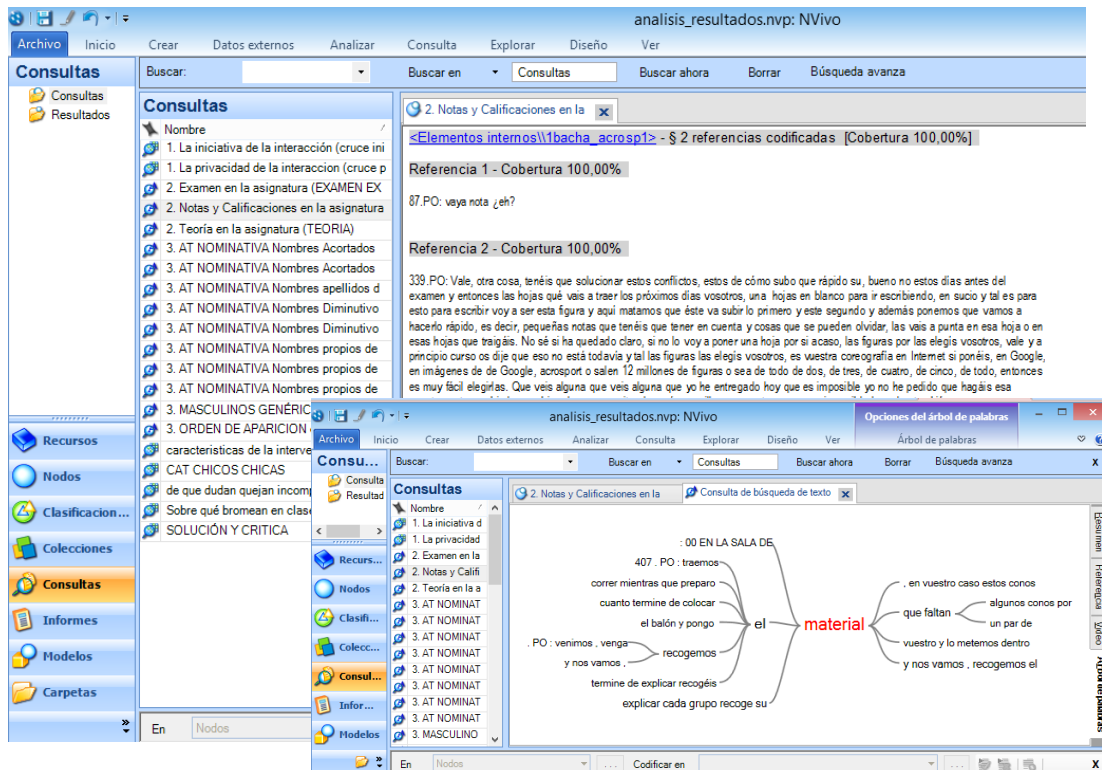 analisis_resultados.nvp: NVivo
Archivo Inicio Crear Datos externos Analizar Consulta Explorar Diseño Ver
Consultas
Buscar: Buscar en Consultas Buscar ahora Borrar Búsqueda avanza
Consultas
Resultados
Consultas
Nombre
1. La iniciativa de la interacción (cruce ini
1. La privacidad de la interaccion (cruce p
2. Examen en la asignatura (EXAMEN EX
2. Notas y Calificaciones en la asignatura
2. Teoría en la asignatura (TEORIA)
3. AT NOMINATIVA Nombres Acortados
3. AT NOMINATIVA Nombres Acortados
3. AT NOMINATIVA Nombres apellidos d
3. AT NOMINATIVA Nombres Diminutivo
3. AT NOMINATIVA Nombres Diminutivo
3. AT NOMINATIVA Nombres propios de
3. AT NOMINATIVA Nombres propios de
3. AT NOMINATIVA Nombres propios de
3. MASCULINOS GENÉRIC
3. ORDEN DE APARICION
caracteristicas de la interve
CAT CHICOS CHICAS
de que dudan quejan incom
Sobre qué bromean en clase
SOLUCIÓN Y CRITICA
Recursos
Nodos
Clasificacion...
Colecciones
Consultas
Informes
Modelos
Carpetas
En Nodos
2. Notas y Calificaciones en la
<Elementos internos\\1bacha_acrosp1> - § 2 referencias codificadas [Cobertura 100,00%]
Referencia 1 - Cobertura 100,00%
87.PO: vaya nota ¿eh?
Referencia 2 - Cobertura 100,00%
339.PO: Vale, otra cosa, tenéis que solucionar estos conflictos, estos de cómo subo que rápido su, bueno no estos días antes del
examen y entonces las hojas qué vais a traer los próximos días vosotros, una hojas en blanco para ir escribiendo, en sucio y tal es para
esto para escribir voy a ser esta figura y aquí matamos que éste va subir lo primero y este segundo y además ponemos que vamos a
hacerlo rápido, es decir, pequeñas notas que tenéis que tener en cuenta y cosas que se pueden olvidar, las vais a punta en esa hoja o en
esas hojas que traigáis. No sé si ha quedado claro, si no lo voy a poner una hoja por si acaso, las figuras por las elegís vosotros, vale y a
principio curso os dije que eso no está todavía y tal las figuras las elegís vosotros, es vuestra coreografía en Internet si ponéis, en Google,
en imágenes de de Google, acrosport o salen 12 millones de figuras o sea de todo de dos, de tres, de cuatro, de cinco, de todo, entonces
es muy fácil elegirlas. Que veis alguna que veis alguna que yo he entregado hoy que es imposible yo no he pedido que hagáis esa
analisis_resultados.nvp: NVivo
Opciones del árbol de palabras
Archivo Inicio Crear Datos externos Analizar Consulta Explorar Diseño Ver Árbol de palabras
Consu...
Buscar: Buscar en Consultas Buscar ahora Borrar Búsqueda avanza x
Consulta
Resultad
Recurs...
Nodos
Clasifi...
Colecc...
Consul...
Infor...
Modelos
Consultas
Nombre
1. La iniciativa d
1. La privacidad
2. Examen en la
2. Notas y Califi
2. Teoría en la a
3. AT NOMINAT
3. AT NOMINAT
3. AT NOMINAT
3. AT NOMINAT
3. AT NOMINAT
3. AT NOMINAT
3. AT NOMINAT
3. AT NOMINAT
3. MASCULINO
2. Notas y Calificaciones en la
Consulta de búsqueda de texto
: 00 EN LA SALA DE
407 . PO : traemos
correr mientras que preparo
cuanto termine de colocar
el balón y pongo
. PO : venimos , venga
y nos vamos ,
recogemos
termine de explicar recogéis
explicar cada grupo recoge su
el
material
, en vuestro caso estos conos
que faltan
algunos conos por
un par de
vuestro y lo metemos dentro
y nos vamos , recogemos el
Resumen
Referencia
Video
Árbol de palabras
En Nodos ... Codificar en ... x